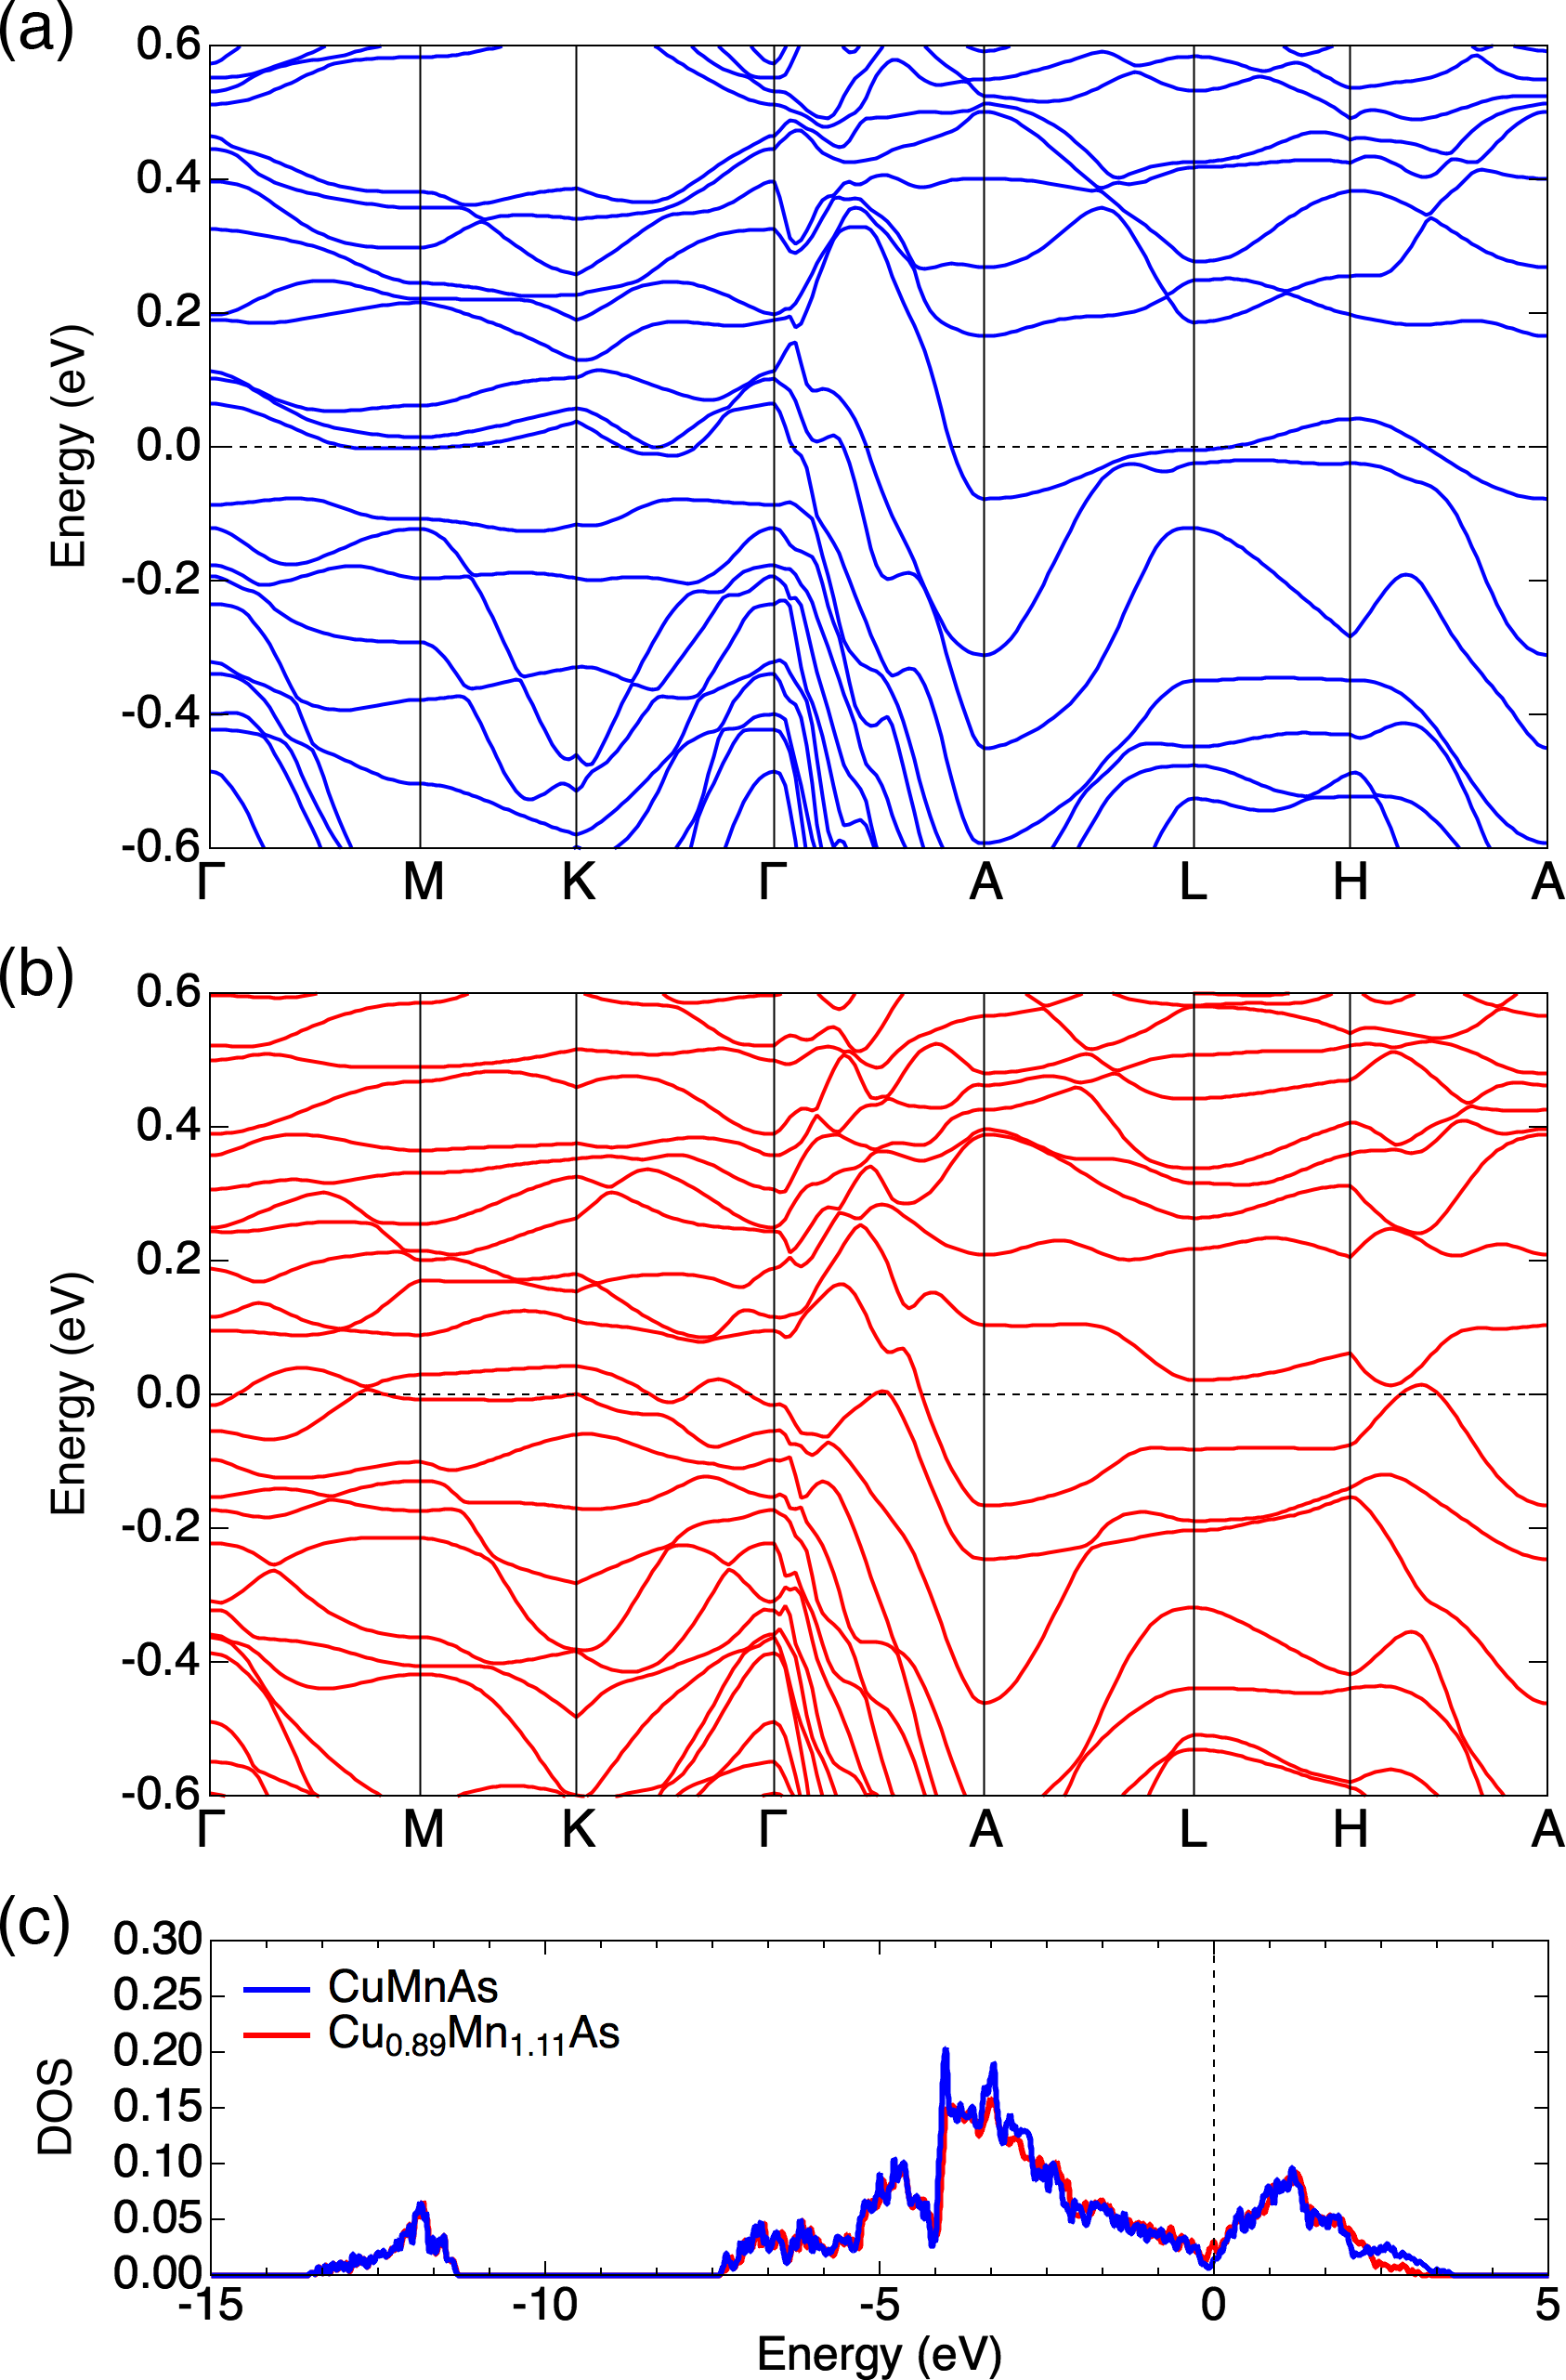 (a)
0.6
0.4
0.2
0.0
-0.2
-0.4
-0.6
Energy (eV)
Γ M K Γ A L H A
(b)
0.6
0.4
0.2
0.0
-0.2
-0.4
-0.6
Energy (eV)
Γ M K Γ A L H A
(c)
0.30
0.25
0.20
0.15
0.10
0.05
0.00
DOS
CuMnAs
Cu₀.₈₉Mn₁.₁₁As
-15 -10 -5 0 5
Energy (eV)